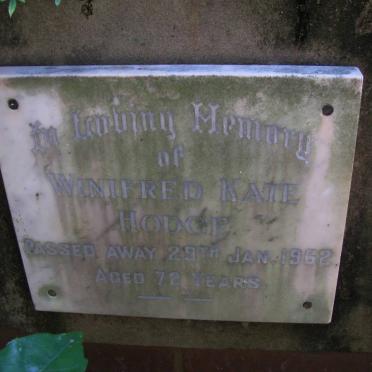 In Loving Memory
of
WINIFRED KATE
HODGE
PASSED AWAY 29TH JAN. 1962
AGED 72 YEARS